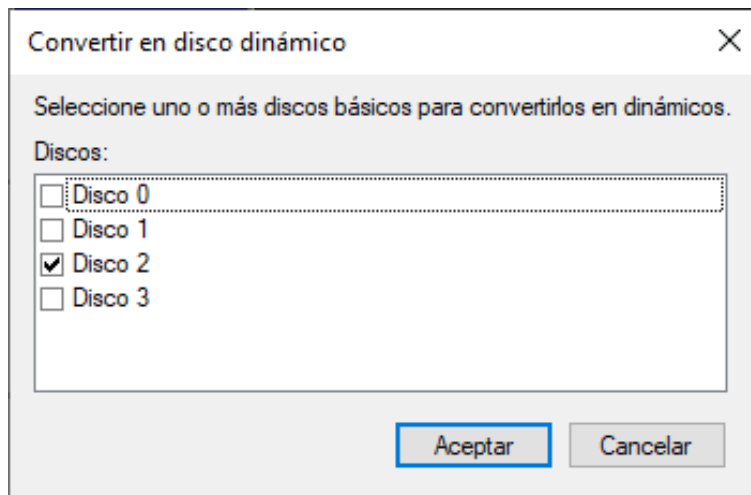 Convertir en disco dinámico
Seleccione uno o más discos básicos para convertirlos en dinámicos.
Discos:
Disco 0
Disco 1
Disco 2
Disco 3
Aceptar Cancelar